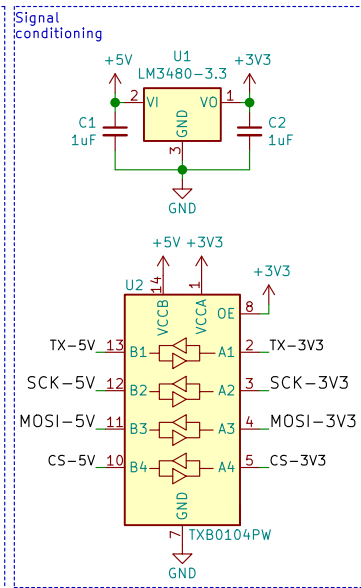 Signal
conditioning
+5V
U1
LM3480-3.3
+3V3
2 VI
VO 1
GND
3
C1
1uF
C2
1uF
GND
+5V +3V3
+3V3
U2
14
1
VCCB
VCCA
OE 8
TX-5V 13 B1 A1 2 TX-3V3
SCK-5V 12 B2 A2 3 SCK-3V3
MOSI-5V 11 B3 A3 4 MOSI-3V3
CS-5V 10 B4 A4 5 CS-3V3
GND
7
TXB0104PW
GND